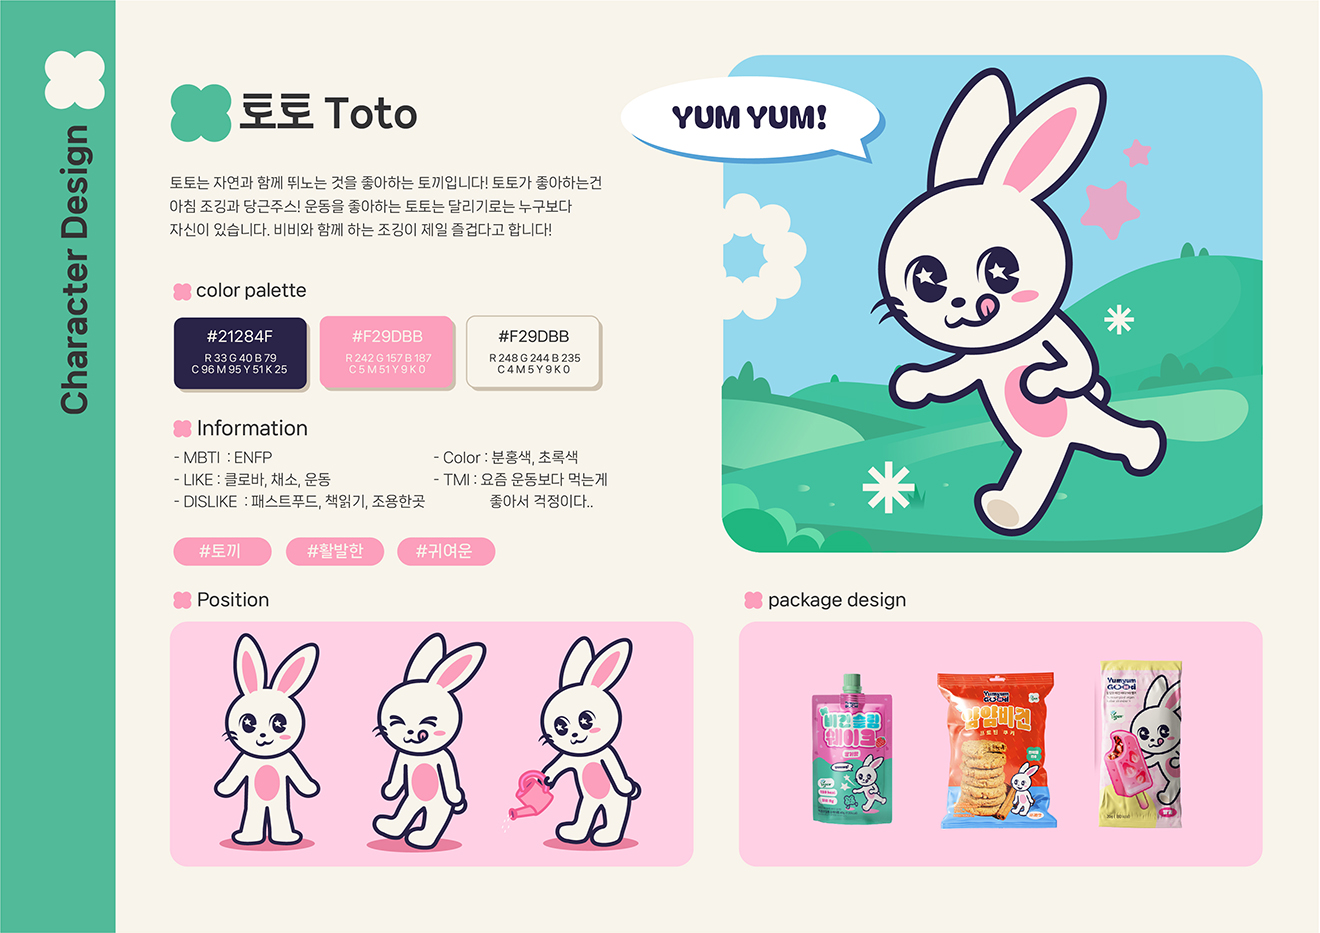 Character Design
토토 Toto
토토는 자연과 함께 뛰노는 것을 좋아하는 토끼입니다! 토토가 좋아하는건
아침 조깅과 당근주스! 운동을 좋아하는 토토는 달리기로는 누구보다
자신이 있습니다. 비비와 함께 하는 조깅이 제일 즐겁다고 합니다!
color palette
#21284F
R 33 G 40 B 79
C 96 M 95 Y 51 K 25
#F29DBB
R 242 G 157 B 187
C 5 M 51 Y 9 K 0
#F29DBB
R 248 G 244 B 235
C 4 M 5 Y 9 K 0
Information
- MBTI : ENFP
- LIKE : 클로바, 채소, 운동
- DISLIKE : 패스트푸드, 책읽기, 조용한곳
- Color : 분홍색, 초록색
- TMI : 요즘 운동보다 먹는게
좋아서 걱정이다..
#토끼
#활발한
#귀여운
YUM YUM!
Position
package design
비건슬림
쉐이크
Yumyum
GOOd
얌얌비건
프로틴 쿠키
Yumyum
GOOd